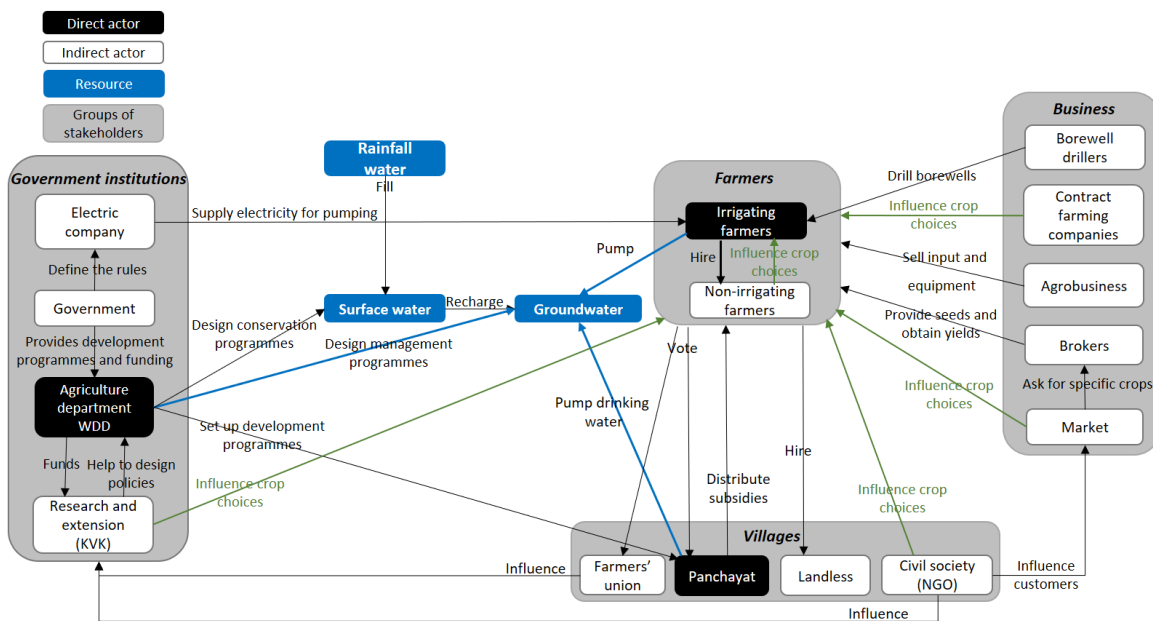 Direct actor
Indirect actor
Resource
Groups of
stakeholders
Government institutions
Electric
company
Define the rules
Government
Provides development
programmes and funding
Agriculture
department
WDD
Funds
Help to design
policies
Research and
extension
(KVK)
Rainfall
water
Fill
Supply electricity for pumping
Surface water
Recharge
Groundwater
Design conservation
programmes
Design management
programmes
Set up development
programmes
Influence crop
choices
Pump
Pump drinking
water
Farmers
Irrigating
farmers
Hire
Influence crop
choices
Non-irrigating
farmers
Vote
Distribute
subsidies
Hire
Influence crop
choices
Business
Borewell
drillers
Drill borewells
Contract
farming
companies
Influence crop
choices
Sell input and
equipment
Agrobusiness
Provide seeds and
obtain yields
Brokers
Ask for specific crops
Influence crop
choices
Market
Villages
Farmers'
union
Panchayat
Landless
Civil society
(NGO)
Influence
Influence
customers
Influence